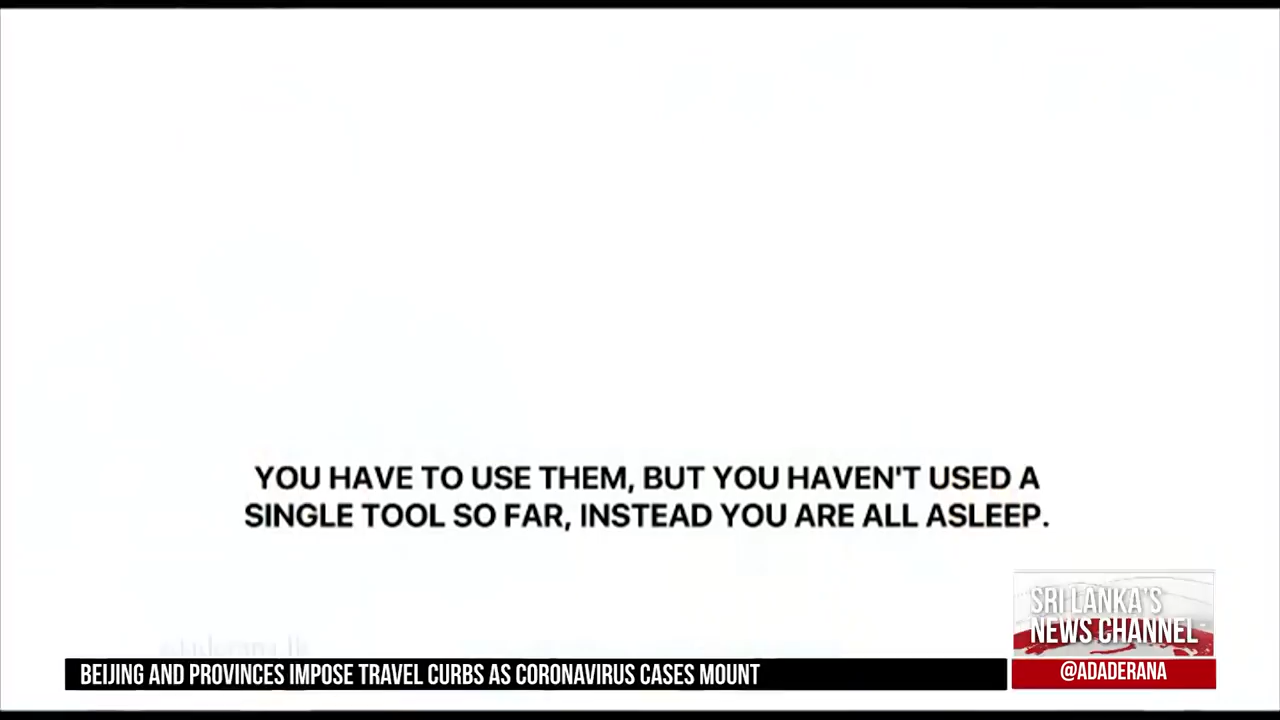 YOU HAVE TO USE THEM, BUT YOU HAVEN'T USED A
SINGLE TOOL SO FAR, INSTEAD YOU ARE ALL ASLEEP.
SRI LANKA'S
NEWS CHANNEL
BEIJING AND PROVINCES IMPOSE TRAVEL CURBS AS CORONAVIRUS CASES MOUNT
@ADADERANA